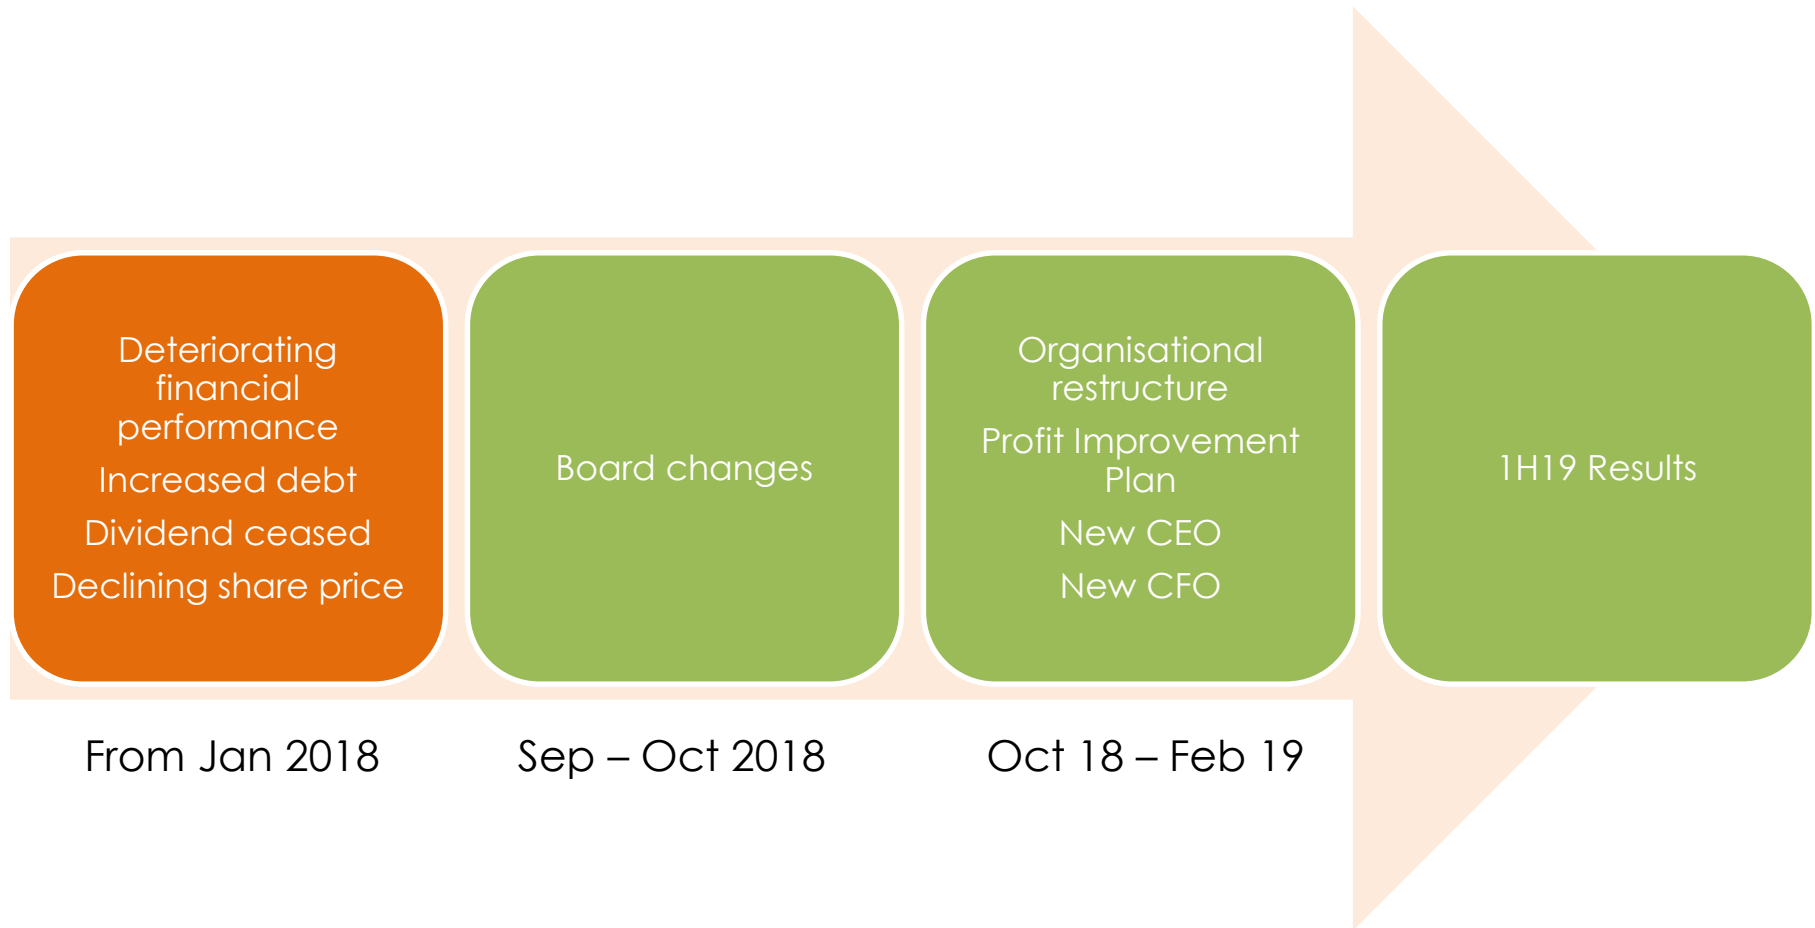 Deteriorating
financial
performance
Increased debt
Dividend ceased
Declining share price
Board changes
Organisational
restructure
Profit Improvement
Plan
New CEO
New CFO
1H19 Results
From Jan 2018
Sep – Oct 2018
Oct 18 – Feb 19